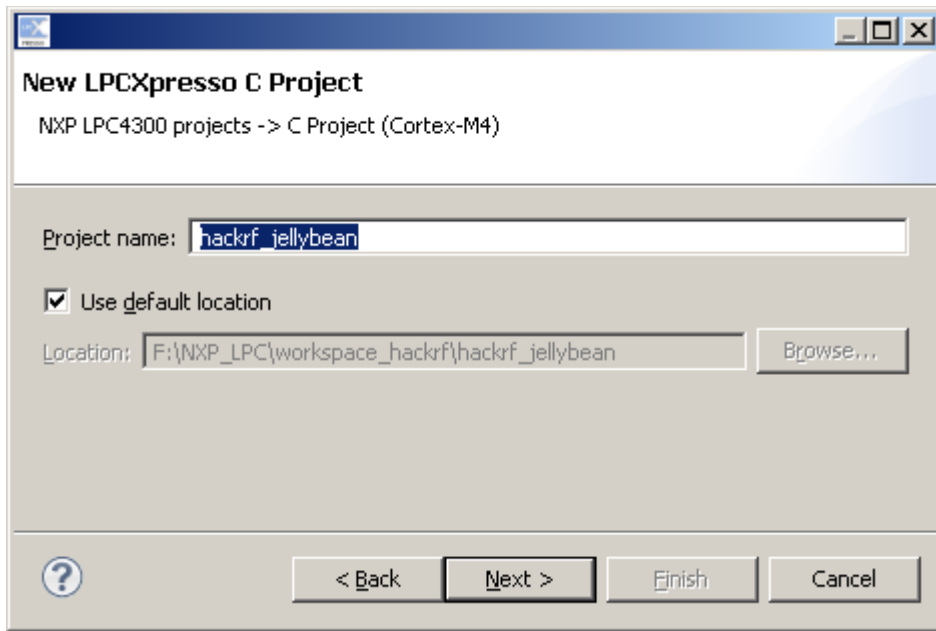 New LPCXpresso C Project
NXP LPC4300 projects -> C Project (Cortex-M4)
Project name: hackrf_jellybean
Use default location
Location: F:\NXP_LPC\workspace_hackrf\hackrf_jellybean Browse...
? < Back Next > Finish Cancel